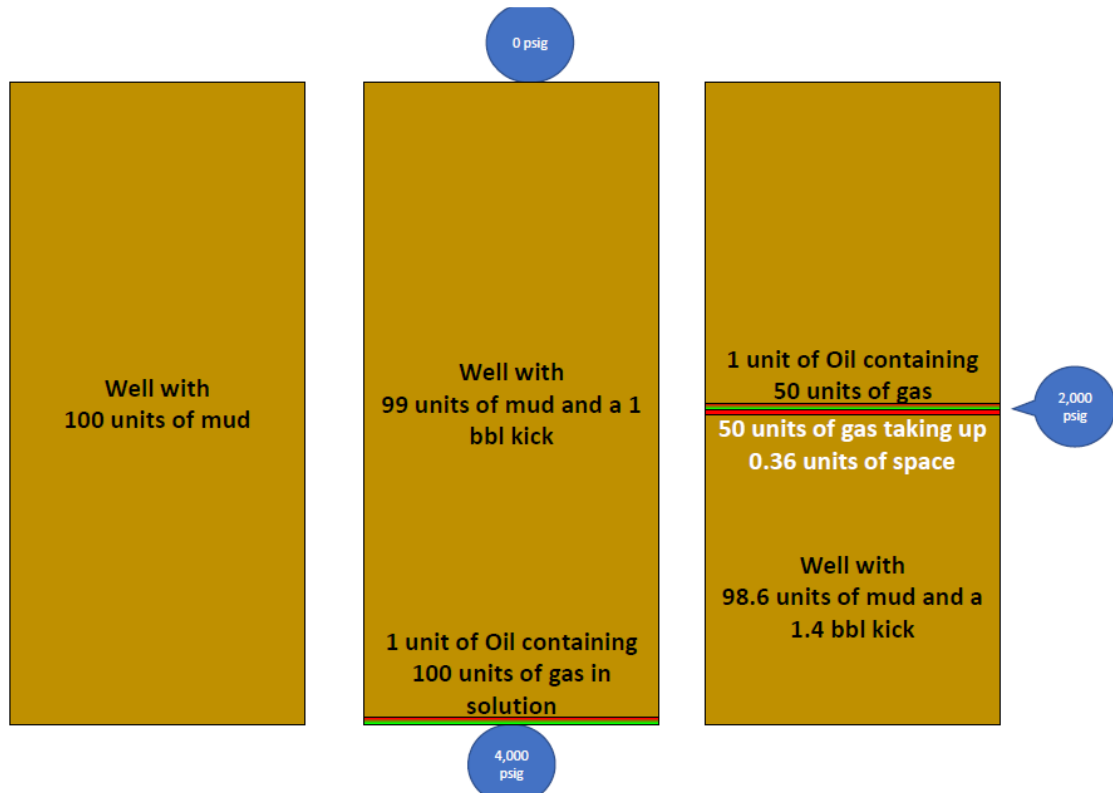 0 psig
Well with
100 units of mud
Well with
99 units of mud and a 1
bbl kick
1 unit of Oil containing
100 units of gas in
solution
4,000
psig
1 unit of Oil containing
50 units of gas
50 units of gas taking up
0.36 units of space
Well with
98.6 units of mud and a
1.4 bbl kick
2,000
psig